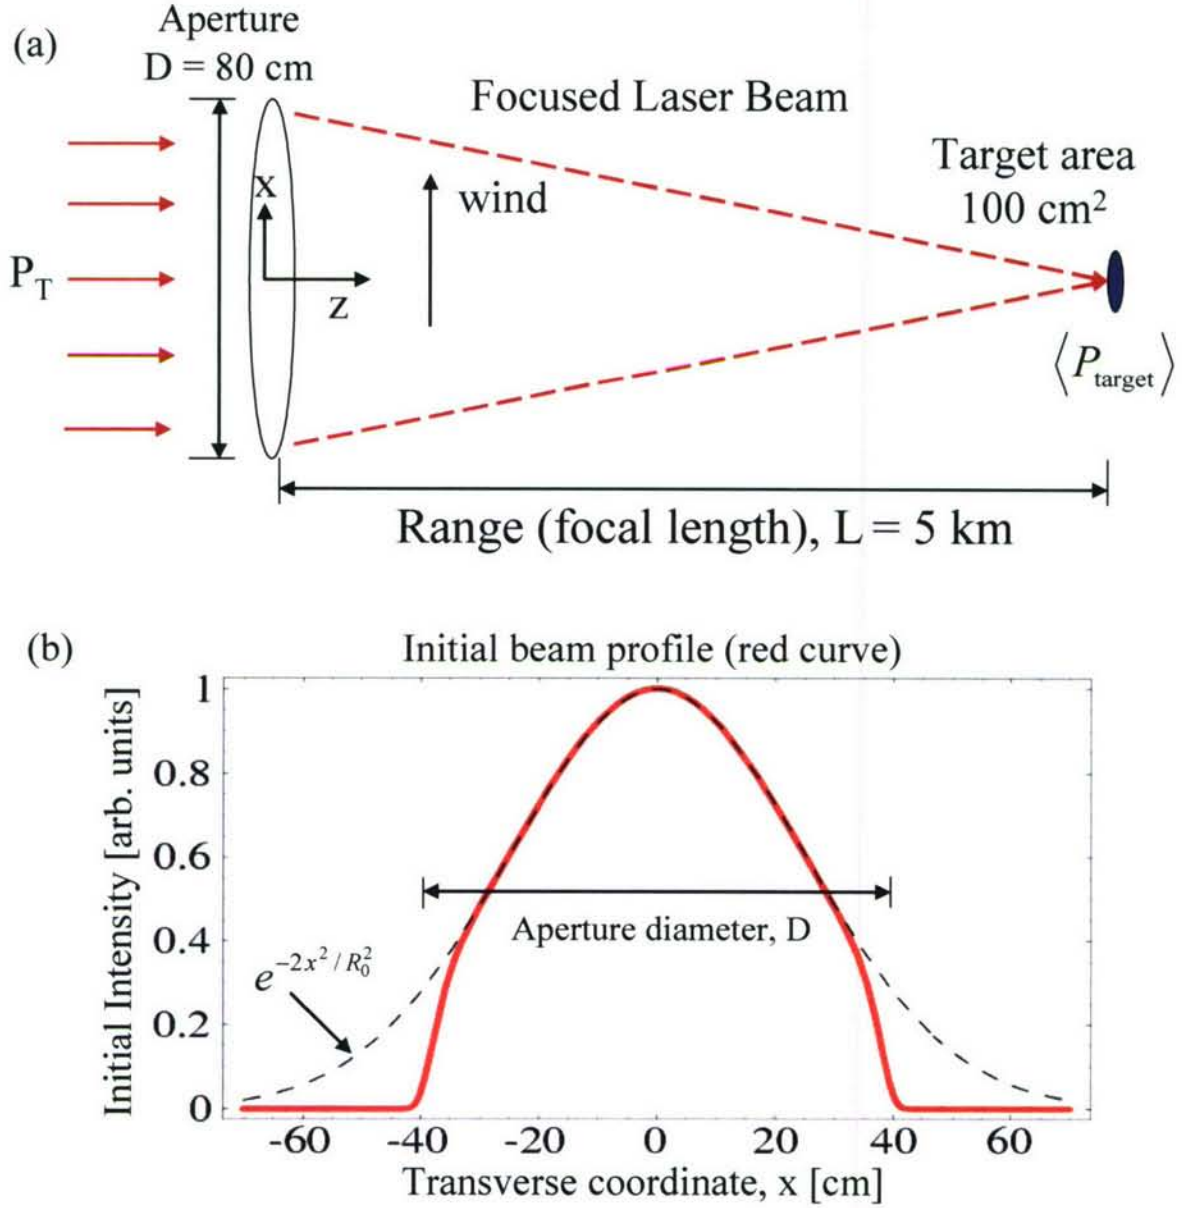 (a)
Aperture
D = 80 cm
Focused Laser Beam
Target area
100 cm²
x
wind
P_T
z
⟨P_target⟩
Range (focal length), L = 5 km
(b)
Initial beam profile (red curve)
Initial Intensity [arb. units]
1
0.8
0.6
0.4
0.2
0
Aperture diameter, D
e^{-2x²/R₀²}
-60 -40 -20 0 20 40 60
Transverse coordinate, x [cm]